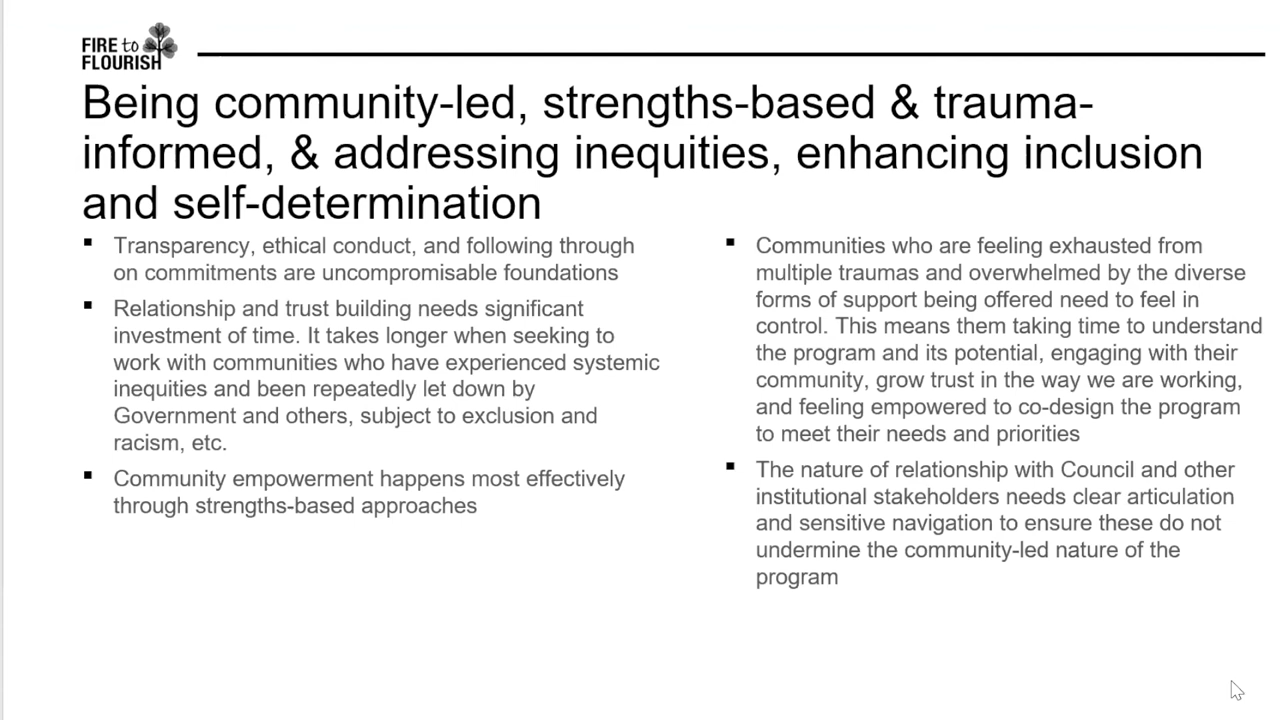 FIRE to
FLOURISH
Being community-led, strengths-based & trauma-
informed, & addressing inequities, enhancing inclusion
and self-determination
Transparency, ethical conduct, and following through
on commitments are uncompromisable foundations
Relationship and trust building needs significant
investment of time. It takes longer when seeking to
work with communities who have experienced systemic
inequities and been repeatedly let down by
Government and others, subject to exclusion and
racism, etc.
Community empowerment happens most effectively
through strengths-based approaches
Communities who are feeling exhausted from
multiple traumas and overwhelmed by the diverse
forms of support being offered need to feel in
control. This means them taking time to understand
the program and its potential, engaging with their
community, grow trust in the way we are working,
and feeling empowered to co-design the program
to meet their needs and priorities
The nature of relationship with Council and other
institutional stakeholders needs clear articulation
and sensitive navigation to ensure these do not
undermine the community-led nature of the
program